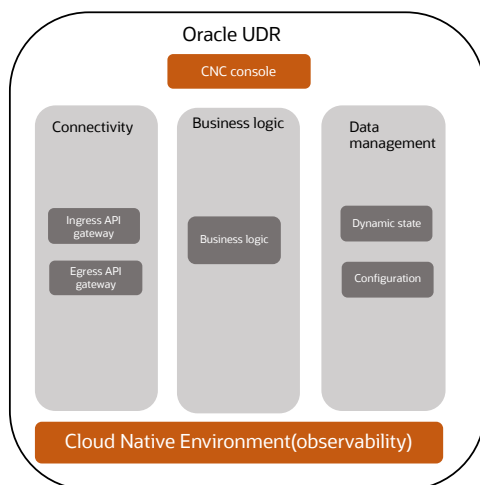 Oracle UDR
CNC console
Connectivity
Business logic
Data
management
Ingress API
gateway
Egress API
gateway
Business logic
Dynamic state
Configuration
Cloud Native Environment(observability)